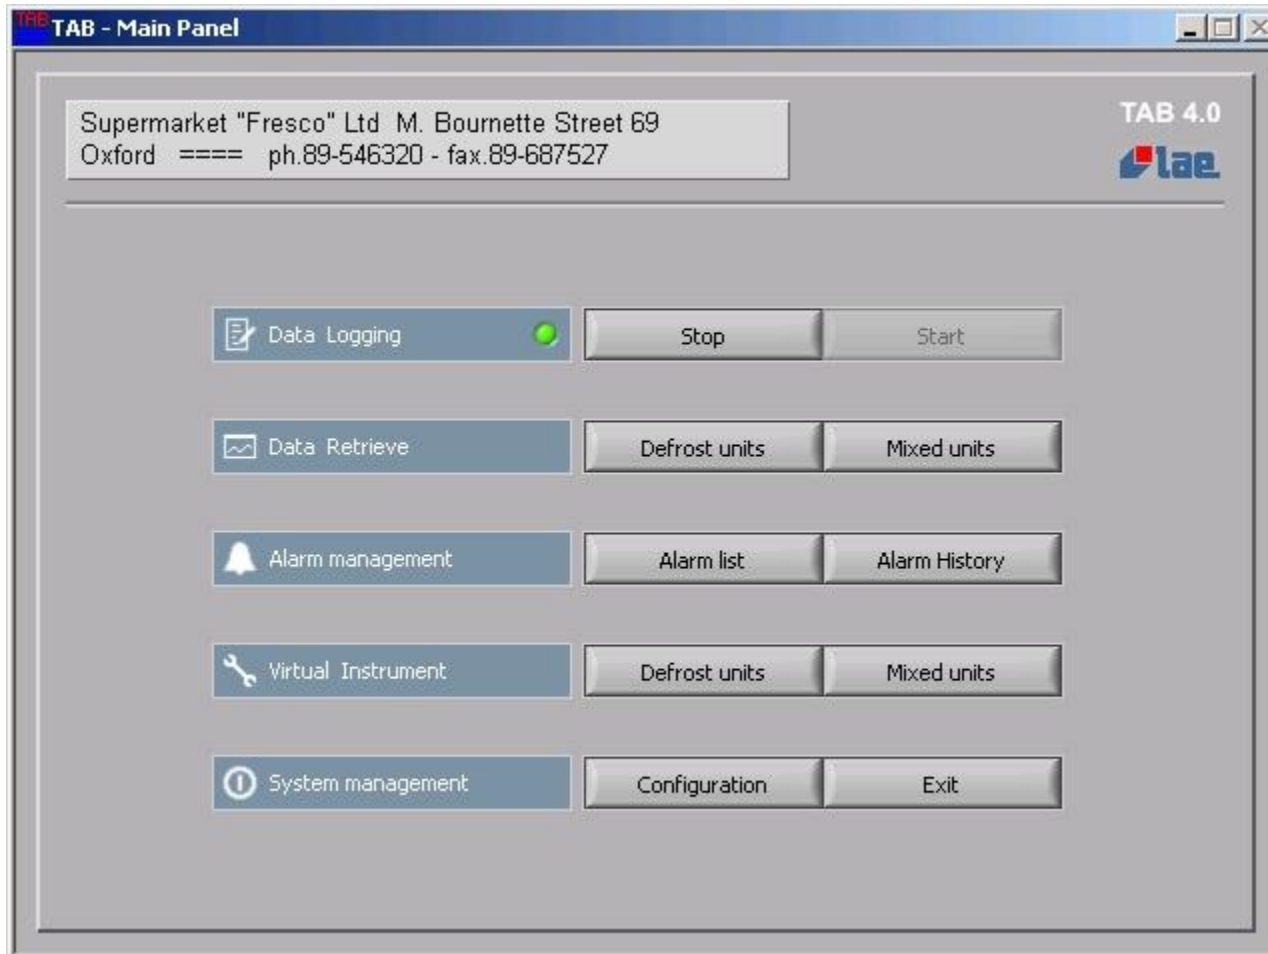 TAB TAB - Main Panel
Supermarket "Fresco" Ltd M. Bournette Street 69
Oxford ==== ph.89-546320 - fax.89-687527
TAB 4.0
lae
Data Logging Stop Start
Data Retrieve Defrost units Mixed units
Alarm management Alarm list Alarm History
Virtual Instrument Defrost units Mixed units
System management Configuration Exit